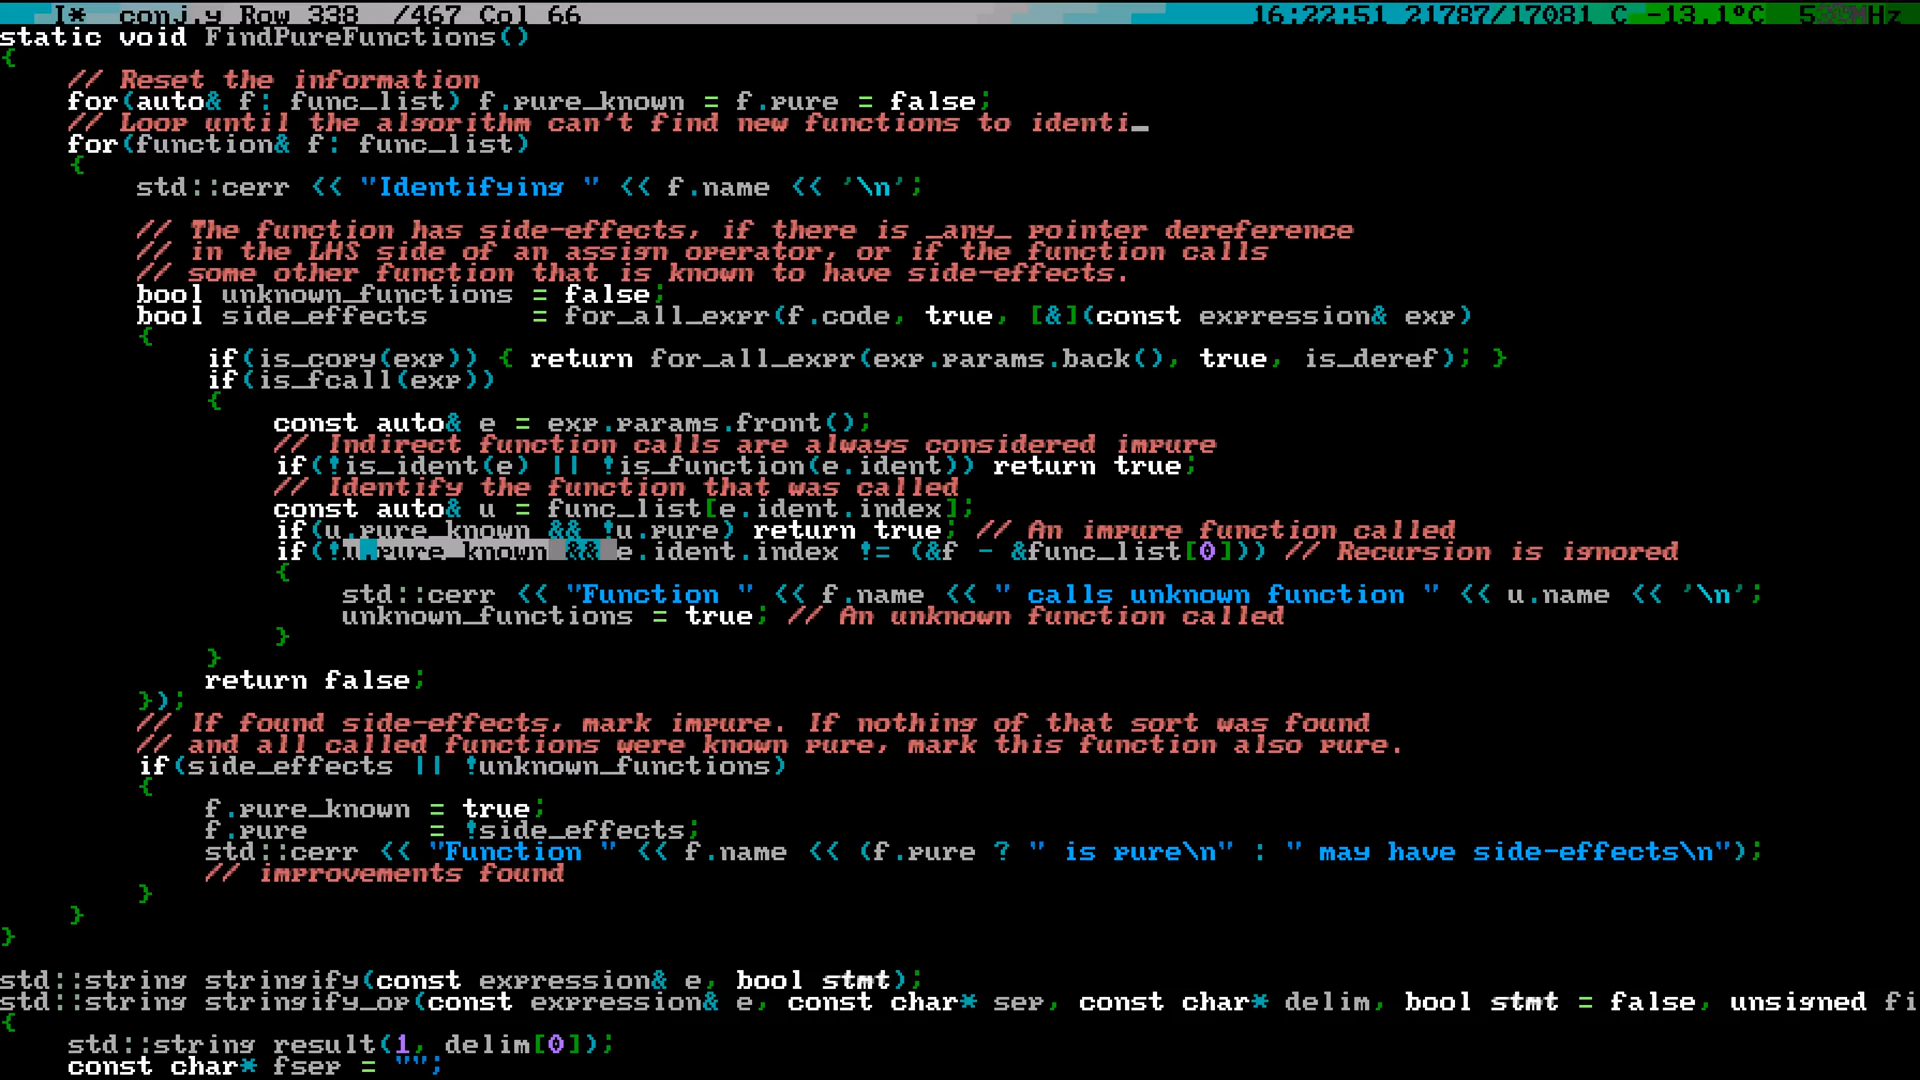 I* conj.y Row 338 /467 Col 66 16:22:51 21787/17081 C -13.1°C
static void FindPureFunctions()
{
// Reset the information
for(auto& f: func_list) f.pure_known = f.pure = false;
// Loop until the algorithm can't find new functions to identi_
for(function& f: func_list)
{
std::cerr << "Identifying " << f.name << '\n';
// The function has side-effects, if there is _any_ pointer dereference
// in the LHS side of an assign operator, or if the function calls
// some other function that is known to have side-effects.
bool unknown_functions = false;
bool side_effects = for_all_expr(f.code, true, [&](const expression& exp)
{
if(is_copy(exp)) { return for_all_expr(exp.params.back(), true, is_deref); }
if(is_fcall(exp))
{
const auto& e = exp.params.front();
// Indirect function calls are always considered impure
if(!is_ident(e) || !is_function(e.ident)) return true;
// Identify the function that was called
const auto& u = func_list[e.ident.index];
if(u.pure_known && !u.pure) return true; // An impure function called
if(!u.pure_known && e.ident.index != (&f - &func_list[0])) // Recursion is ignored
{
std::cerr << "Function " << f.name << " calls unknown function " << u.name << '\n';
unknown_functions = true; // An unknown function called
}
}
return false;
});
// If found side-effects, mark impure. If nothing of that sort was found
// and all called functions were known pure, mark this function also pure.
if(side_effects || !unknown_functions)
{
f.pure_known = true;
f.pure = !side_effects;
std::cerr << "Function " << f.name << (f.pure ? " is pure\n" : " may have side-effects\n");
// improvements found
}
}
}
std::string stringify(const expression& e, bool stmt);
std::string stringify_op(const expression& e, const char* sep, const char* delim, bool stmt = false, unsigned fi
{
std::string result(1, delim[0]);
const char* fsep = "";